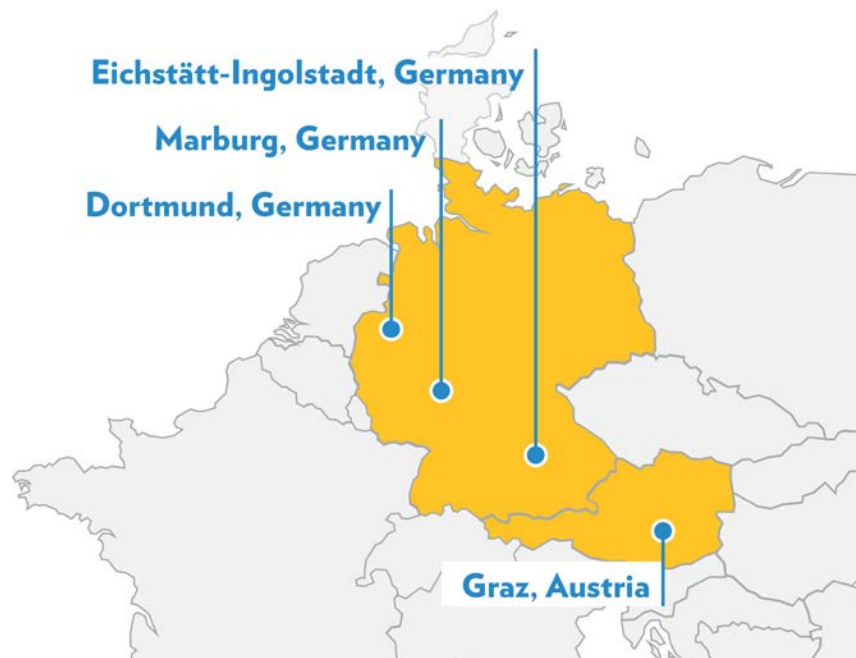 Eichstätt-Ingolstadt, Germany
Marburg, Germany
Dortmund, Germany
Graz, Austria